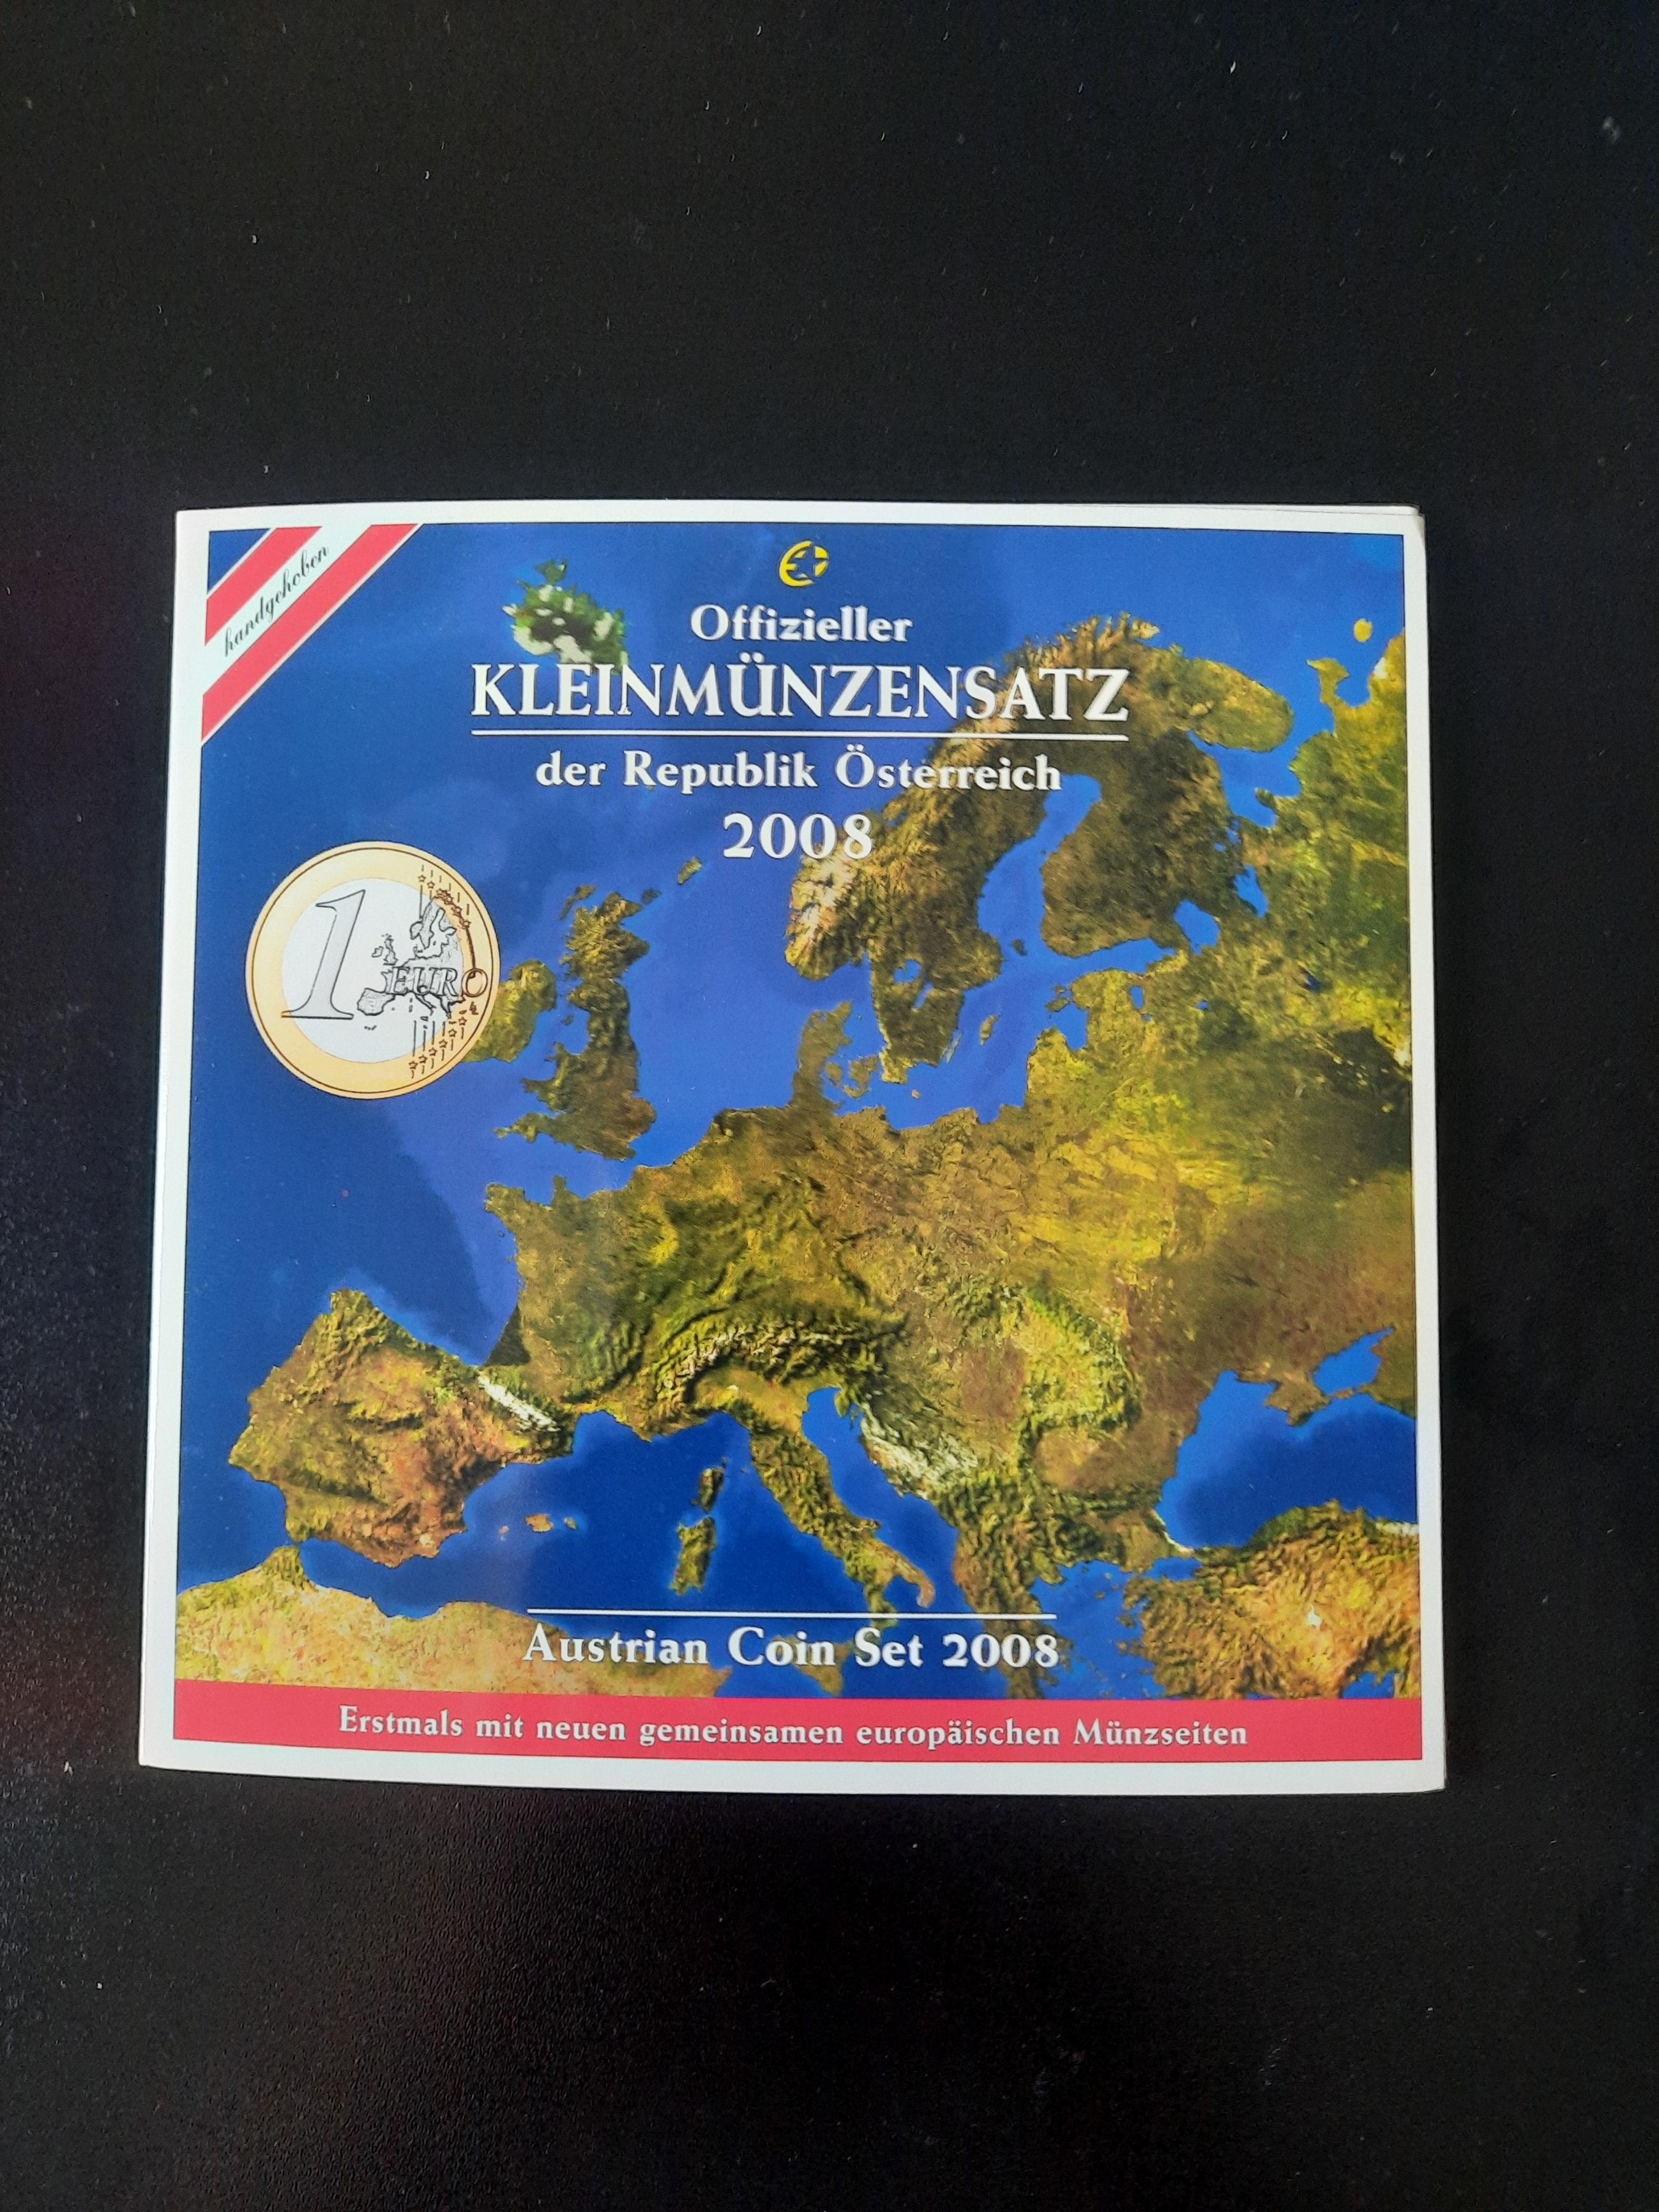 handgehoben
Offizieller
KLEINMÜNZENSATZ
der Republik Österreich
2008
1
EURO
Austrian Coin Set 2008
Erstmals mit neuen gemeinsamen europäischen Münzseiten